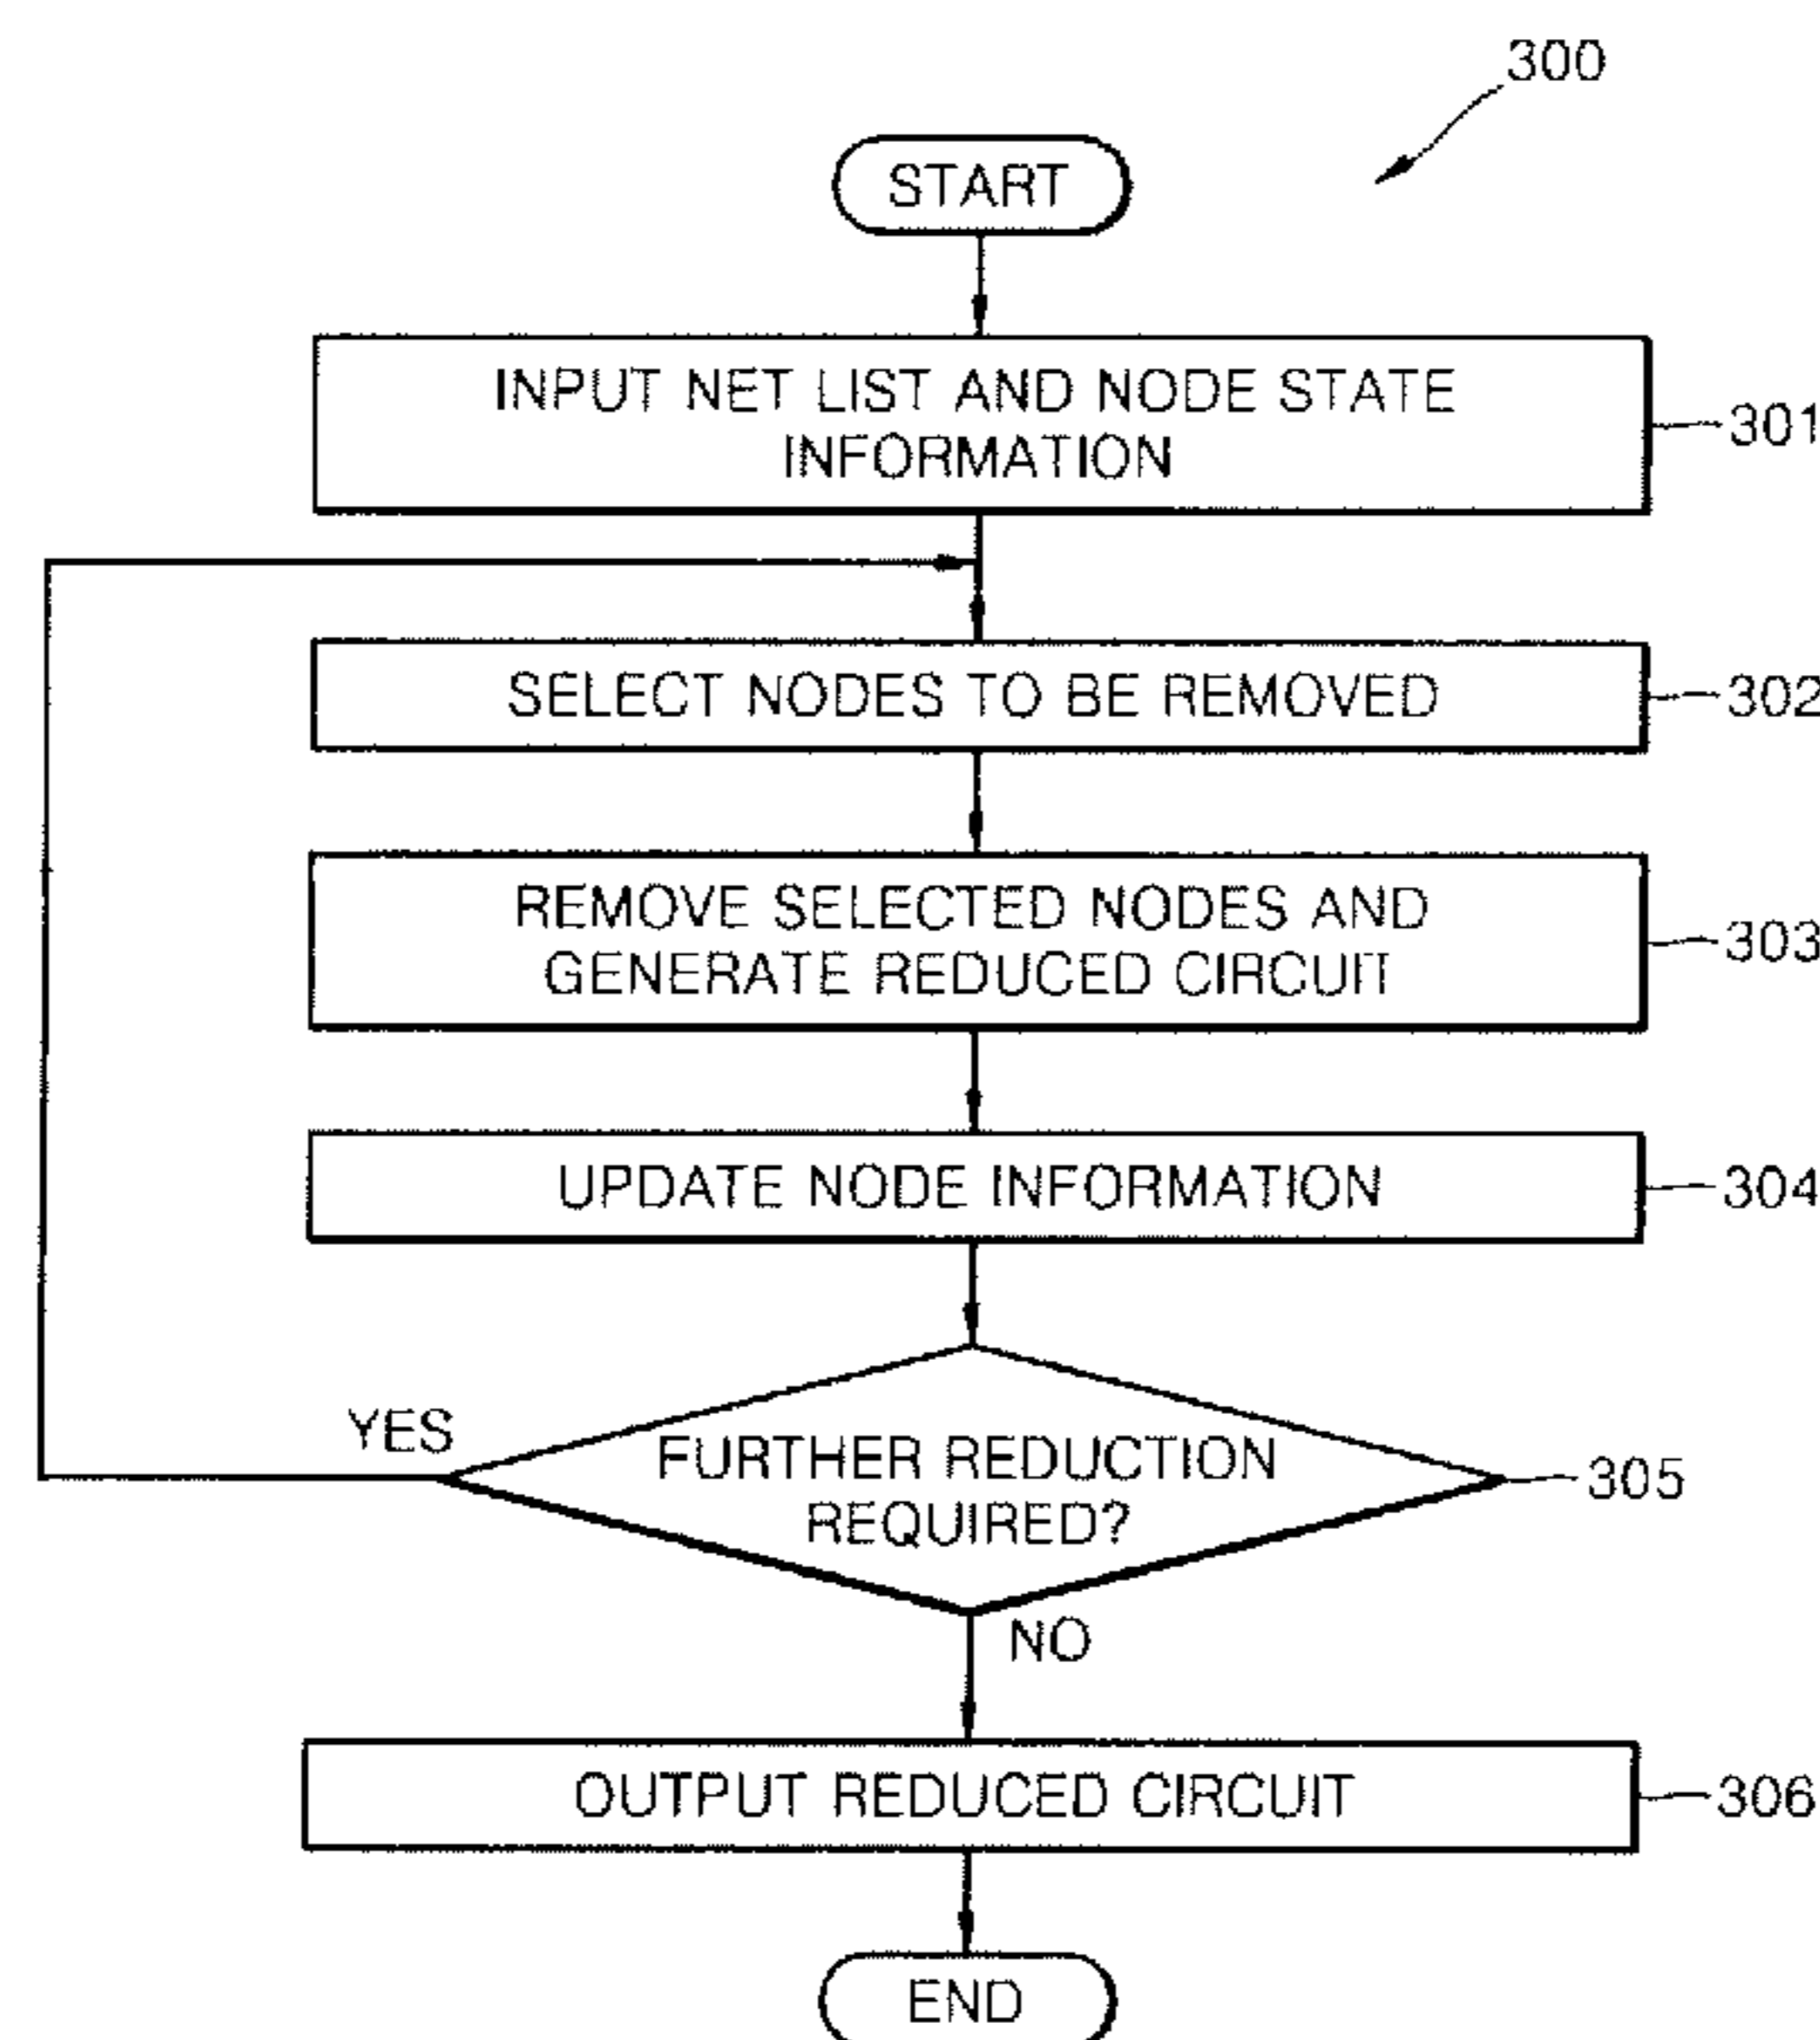 300
START
INPUT NET LIST AND NODE STATE
INFORMATION
301
SELECT NODES TO BE REMOVED
302
REMOVE SELECTED NODES AND
GENERATE REDUCED CIRCUIT
303
UPDATE NODE INFORMATION
304
YES
FURTHER REDUCTION
REQUIRED?
305
NO
OUTPUT REDUCED CIRCUIT
306
END